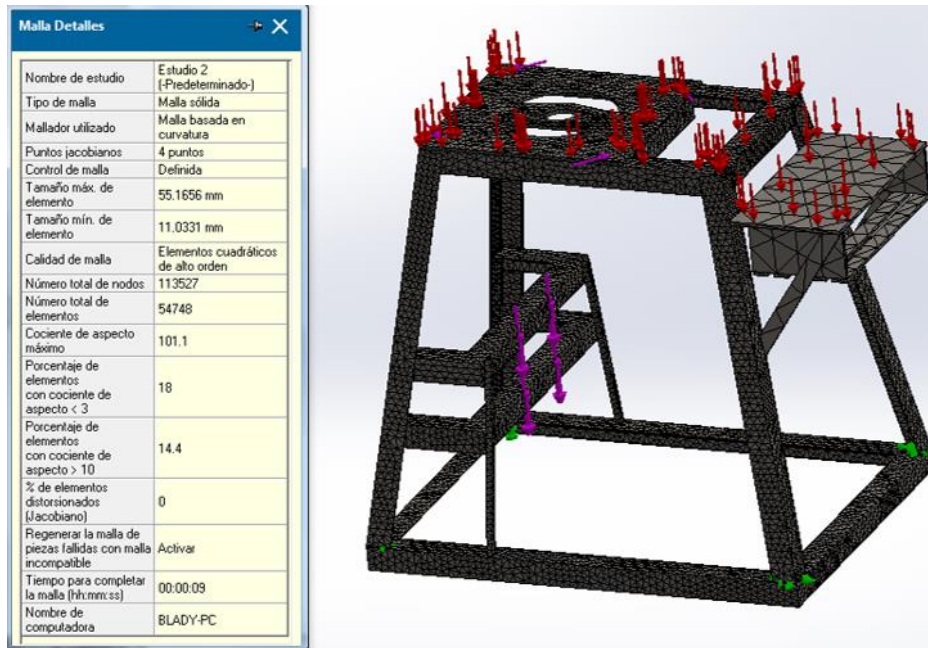 Malla Detalles
Nombre de estudio
Estudio 2
(-Predeterminado-)
Tipo de malla
Malla sólida
Mallador utilizado
Malla basada en
curvatura
Puntos jacobianos
4 puntos
Control de malla
Definida
Tamaño máx. de
elemento
55.1656 mm
Tamaño mín. de
elemento
11.0331 mm
Calidad de malla
Elementos cuadráticos
de alto orden
Número total de nodos
113527
Número total de
elementos
54748
Cociente de aspecto
máximo
101.1
Porcentaje de
elementos
con cociente de
aspecto < 3
18
Porcentaje de
elementos
con cociente de
aspecto > 10
14.4
% de elementos
distorsionados
(Jacobiano)
0
Regenerar la malla de
piezas fallidas con malla
incompatible
Activar
Tiempo para completar
la malla (hh:mm:ss)
00:00:09
Nombre de
computadora
BLADY-PC